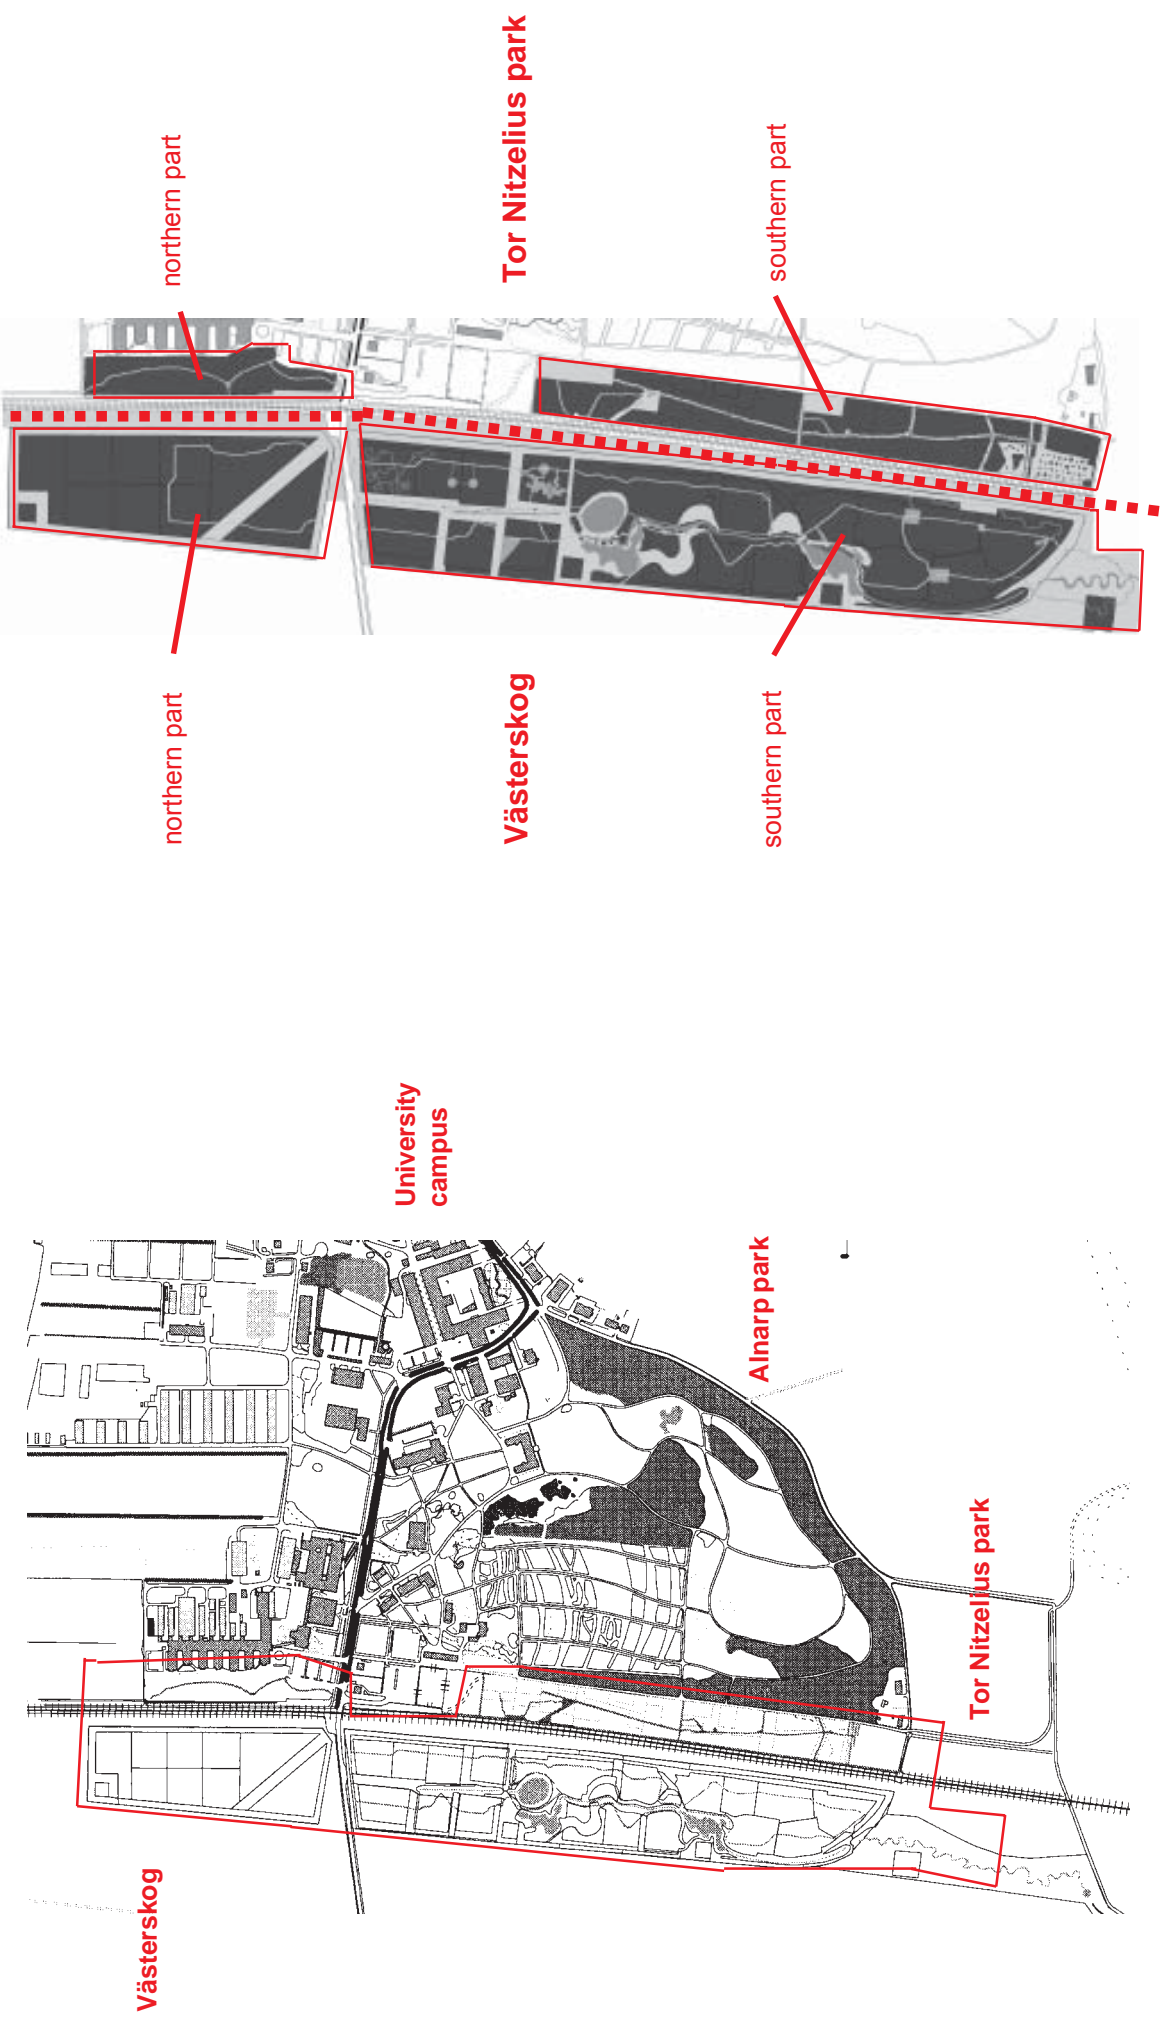 northern part
Tor Nitzelius park
southern part
northern part
Västerskog
southern part
University
campus
Alnarp park
Tor Nitzelius park
Västerskog